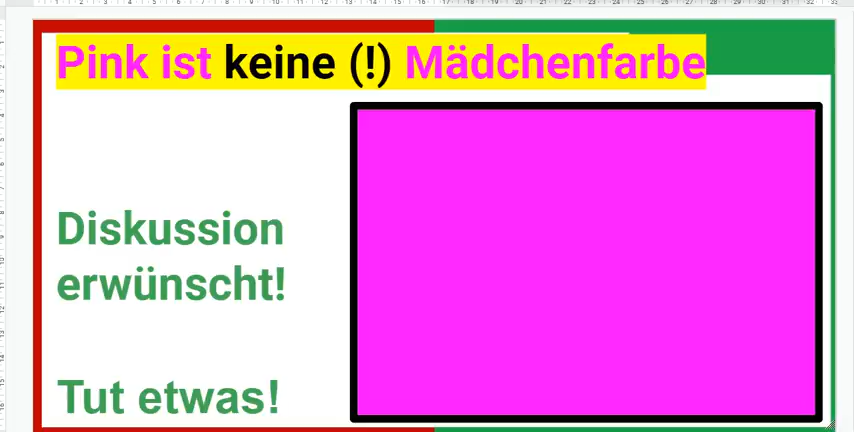 Pink ist keine (!) Mädchenfarbe
Diskussion
erwünscht!
Tut etwas!